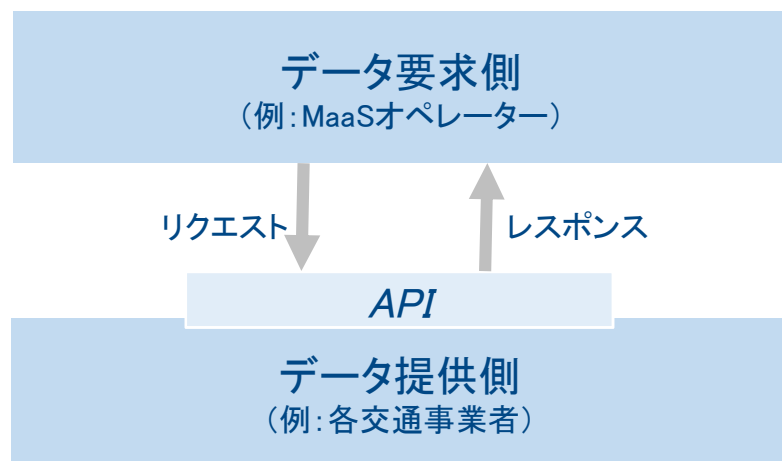 データ要求側
（例：MaaSオペレーター）
リクエスト
レスポンス
API
データ提供側
（例：各交通事業者）